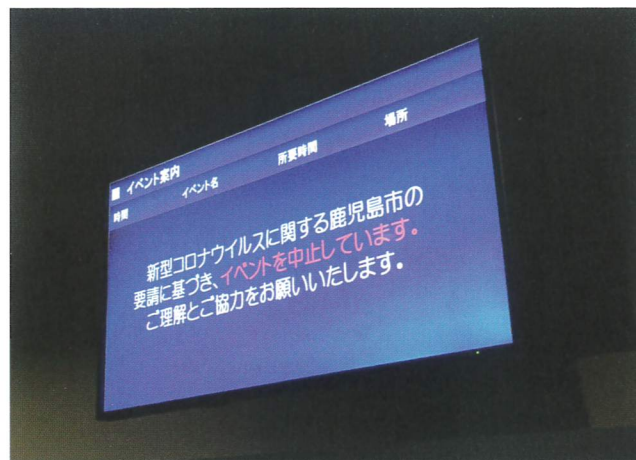 ■ イベント案内
時間 イベント名 所要時間 場所
新型コロナウイルスに関する鹿児島市の
要請に基づき、イベントを中止しています。
ご理解とご協力をお願いいたします。